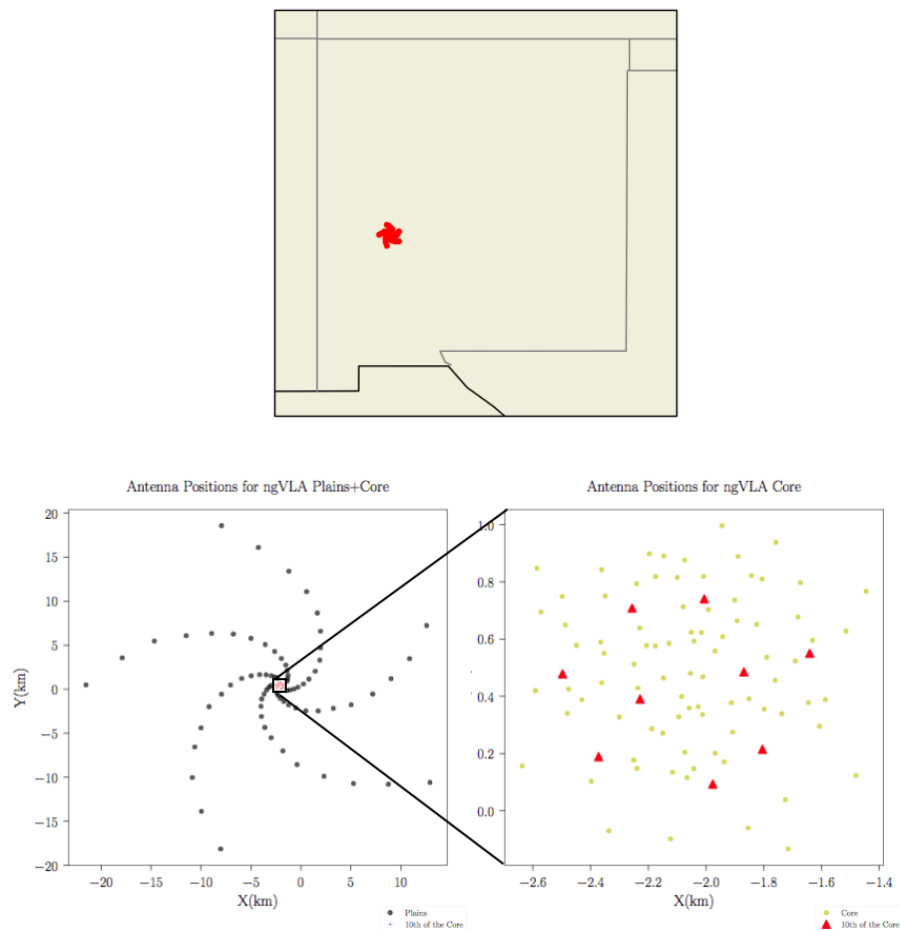 Antenna Positions for ngVLA Plains+Core
Antenna Positions for ngVLA Core
20
15
10
5
0
−5
−10
−15
−20
Y(km)
−20 −15 −10 −5 0 5 10
X(km)
Plains
10th of the Core
1.0
0.8
0.6
0.4
0.2
0.0
−2.6 −2.4 −2.2 −2.0 −1.8 −1.6 −1.4
X(km)
Core
10th of the Core